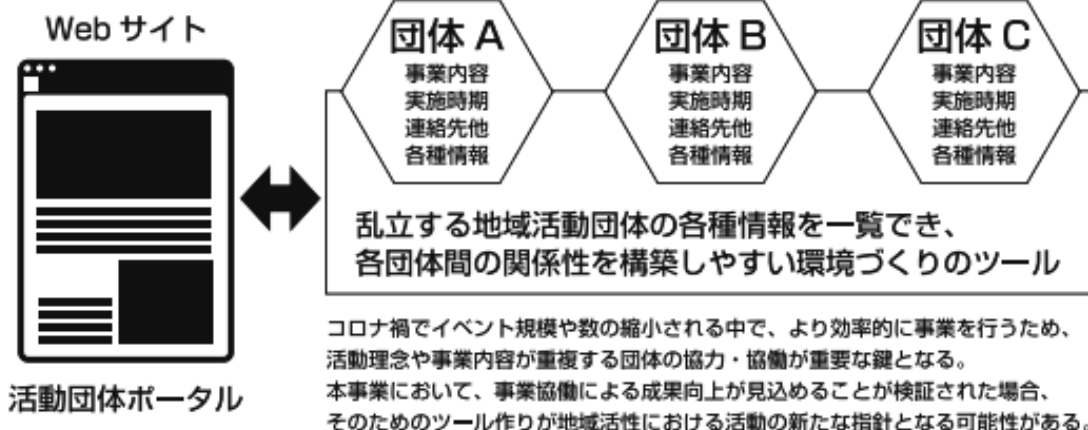 Web サイト
活動団体ポータル
団体 A
事業内容
実施時期
連絡先他
各種情報
団体 B
事業内容
実施時期
連絡先他
各種情報
団体 C
事業内容
実施時期
連絡先他
各種情報
乱立する地域活動団体の各種情報を一覧でき、
各団体間の関係性を構築しやすい環境づくりのツール
コロナ禍でイベント規模や数の縮小される中で、より効率的に事業を行うため、
活動理念や事業内容が重複する団体の協力・協働が重要な鍵となる。
本事業において、事業協働による成果向上が見込めることが検証された場合、
そのためのツール作りが地域活性における活動の新たな指針となる可能性がある。